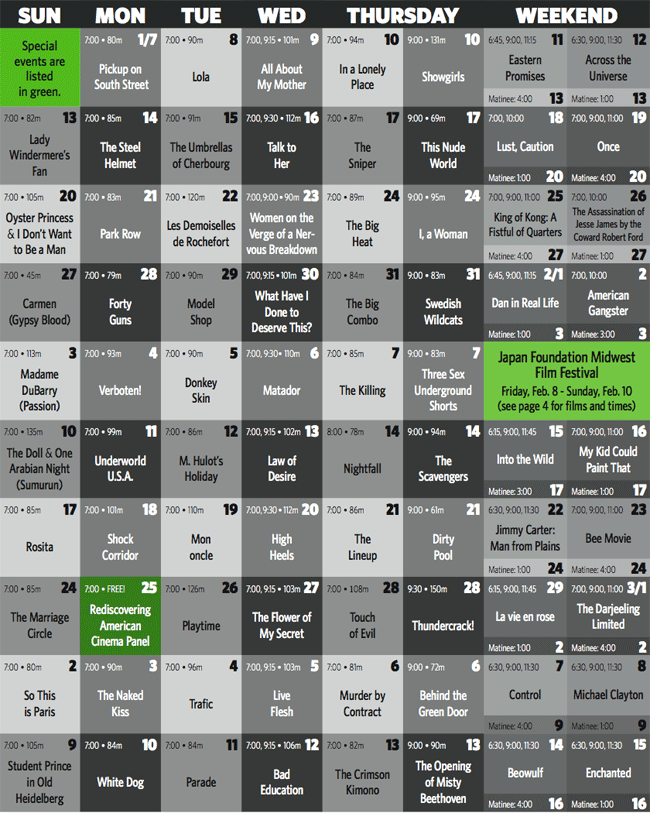 SUN MON TUE WED THURSDAY WEEKEND
Special
events are
listed
in green.
7:00 • 80m 1/7
Pickup on
South Street
7:00 • 90m 8
Lola
7:00, 9:15 • 101m 9
All About
My Mother
7:00 • 94m 10
In a Lonely
Place
9:00 • 131m 10
Showgirls
6:45, 9:00, 11:15 11
Eastern
Promises
Matinee: 4:00 13
6:30, 9:00, 11:30 12
Across the
Universe
Matinee: 1:00 13
7:00 • 82m 13
Lady
Windermere's
Fan
7:00 • 85m 14
The Steel
Helmet
7:00 • 91m 15
The Umbrellas
of Cherbourg
7:00, 9:30 • 112m 16
Talk to
Her
7:00 • 87m 17
The
Sniper
9:00 • 69m 17
This Nude
World
7:00, 10:00 18
Lust, Caution
Matinee: 1:00 20
7:00, 9:00, 11:00 19
Once
Matinee: 4:00 20
7:00 • 105m 20
Oyster Princess
& I Don't Want
to Be a Man
7:00 • 83m 21
Park Row
7:00 • 120m 22
Les Demoiselles
de Rochefort
7:00, 9:00 • 90m 23
Women on the
Verge of a Ner-
vous Breakdown
7:00 • 89m 24
The Big
Heat
9:00 • 95m 24
I, a Woman
7:00, 9:00, 11:00 25
King of Kong: A
Fistful of Quarters
Matinee: 4:00 27
7:00, 10:00 26
The Assassination of
Jesse James by the
Coward Robert Ford
Matinee: 1:00 27
7:00 • 45m 27
Carmen
(Gypsy Blood)
7:00 • 79m 28
Forty
Guns
7:00 • 90m 29
Model
Shop
7:00, 9:15 • 101m 30
What Have I
Done to
Deserve This?
7:00 • 84m 31
The Big
Combo
9:00 • 83m 31
Swedish
Wildcats
6:45, 9:00, 11:15 2/1
Dan in Real Life
Matinee: 1:00 3
7:00, 10:00 2
American
Gangster
Matinee: 3:00 3
7:00 • 113m 3
Madame
DuBarry
(Passion)
7:00 • 93m 4
Verboten!
7:00 • 90m 5
Donkey
Skin
7:00, 9:30 • 110m 6
Matador
7:00 • 85m 7
The Killing
9:00 • 83m 7
Three Sex
Underground
Shorts
Japan Foundation Midwest
Film Festival
Friday, Feb. 8 - Sunday, Feb. 10
(see page 4 for films and times)
7:00 • 135m 10
The Doll & One
Arabian Night
(Sumurun)
7:00 • 99m 11
Underworld
U.S.A.
7:00 • 86m 12
M. Hulot's
Holiday
7:00, 9:15 • 102m 13
Law of
Desire
8:00 • 78m 14
Nightfall
9:00 • 94m 14
The
Scavengers
6:15, 9:00, 11:45 15
Into the Wild
Matinee: 3:00 17
7:00, 9:00, 11:00 16
My Kid Could
Paint That
Matinee: 1:00 17
7:00 • 85m 17
Rosita
7:00 • 101m 18
Shock
Corridor
7:00 • 110m 19
Mon
oncle
7:00, 9:30 • 112m 20
High
Heels
7:00 • 86m 21
The
Lineup
9:00 • 61m 21
Dirty
Pool
6:30, 9:00, 11:30 22
Jimmy Carter:
Man from Plains
Matinee: 1:00 24
7:00, 9:00, 11:00 23
Bee Movie
Matinee: 4:00 24
7:00 • 85m 24
The Marriage
Circle
7:00 • FREE! 25
Rediscovering
American
Cinema Panel
7:00 • 126m 26
Playtime
7:00, 9:15 • 103m 27
The Flower of
My Secret
7:00 • 108m 28
Touch
of Evil
9:30 • 150m 28
Thundercrack!
6:15, 9:00, 11:45 29
La vie en rose
Matinee: 1:00 2
7:00, 9:00, 11:00 3/1
The Darjeeling
Limited
Matinee: 4:00 2
7:00 • 80m 2
So This
is Paris
7:00 • 90m 3
The Naked
Kiss
7:00 • 96m 4
Trafic
7:00, 9:15 • 103m 5
Live
Flesh
7:00 • 81m 6
Murder by
Contract
9:00 • 72m 6
Behind the
Green Door
6:30, 9:00, 11:30 7
Control
Matinee: 4:00 9
6:30, 9:00, 11:30 8
Michael Clayton
Matinee: 1:00 9
7:00 • 105m 9
Student Prince
in Old
Heidelberg
7:00 • 84m 10
White Dog
7:00 • 84m 11
Parade
7:00, 9:15 • 106m 12
Bad
Education
7:00 • 82m 13
The Crimson
Kimono
9:00 • 90m 13
The Opening
of Misty
Beethoven
6:30, 9:00, 11:30 14
Beowulf
Matinee: 4:00 16
6:30, 9:00, 11:30 15
Enchanted
Matinee: 1:00 16